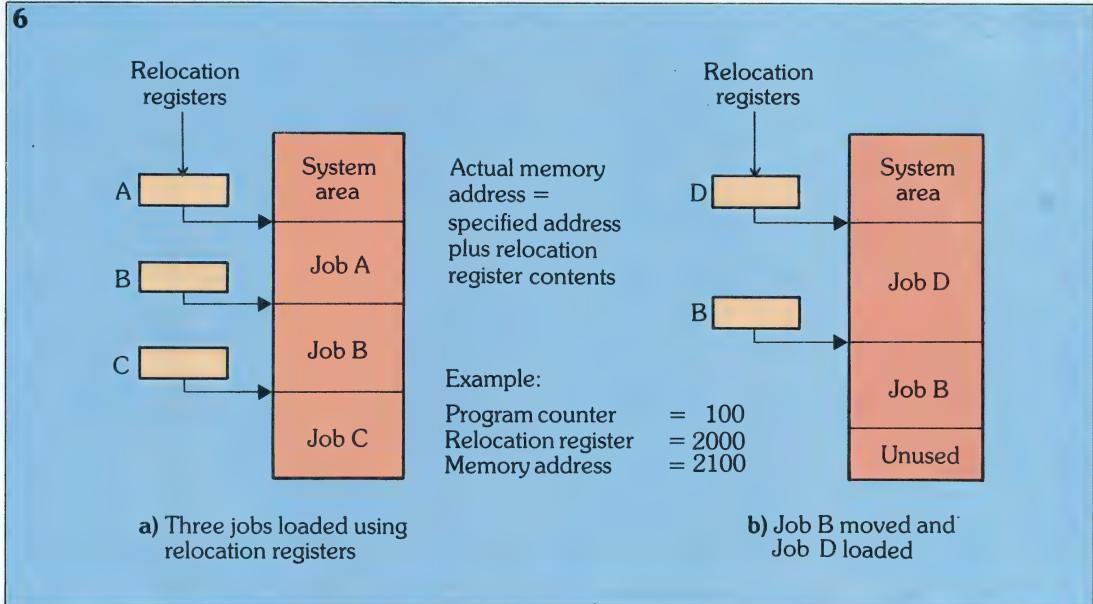 6
Relocation
registers
A
B
C
System
area
Job A
Job B
Job C
Actual memory
address =
specified address
plus relocation
register contents
Example:
Program counter = 100
Relocation register = 2000
Memory address = 2100
a) Three jobs loaded using
relocation registers
Relocation
registers
D
B
System
area
Job D
Job B
Unused
b) Job B moved and
Job D loaded